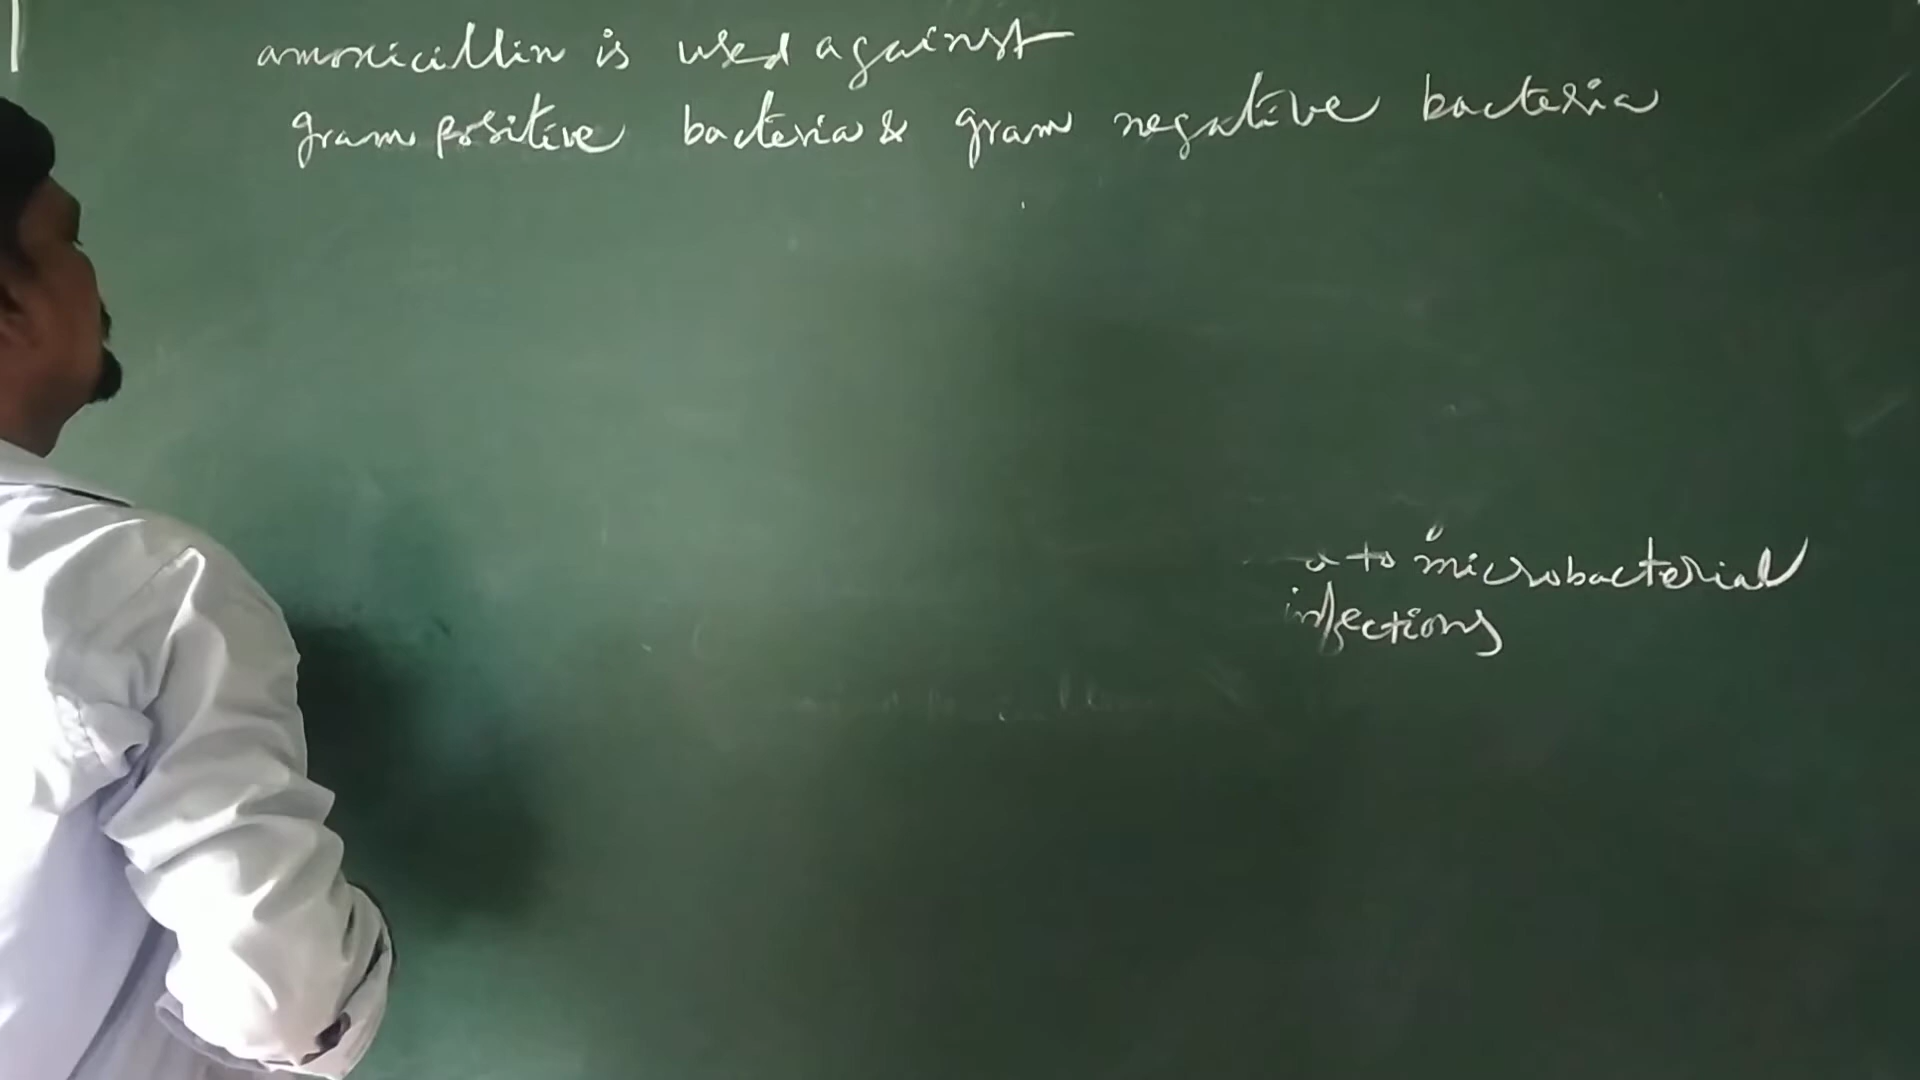 amoxicillin is used against
gram positive bacteria & gram negative bacteria
to microbacterial
infections